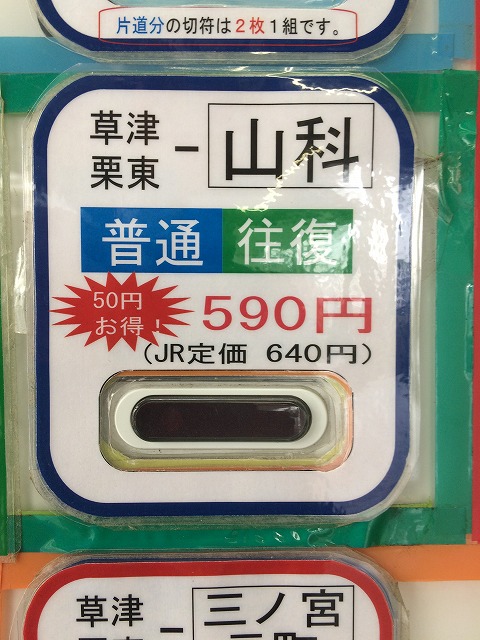 片道分の切符は２枚１組です。
草津
栗東
－
山科
普通 往復
50円
お得！
590円
(JR定価 640円)
草津
－
三ノ宮